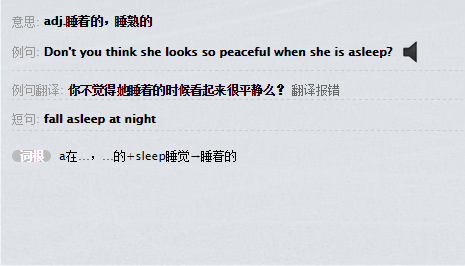 意思: adj.睡着的，睡熟的
例句: Don't you think she looks so peaceful when she is asleep?
例句翻译: 你不觉得她睡着的时候看起来很平静么？ 翻译报错
短句: fall asleep at night
词根 a在…，…的+sleep睡觉→睡着的